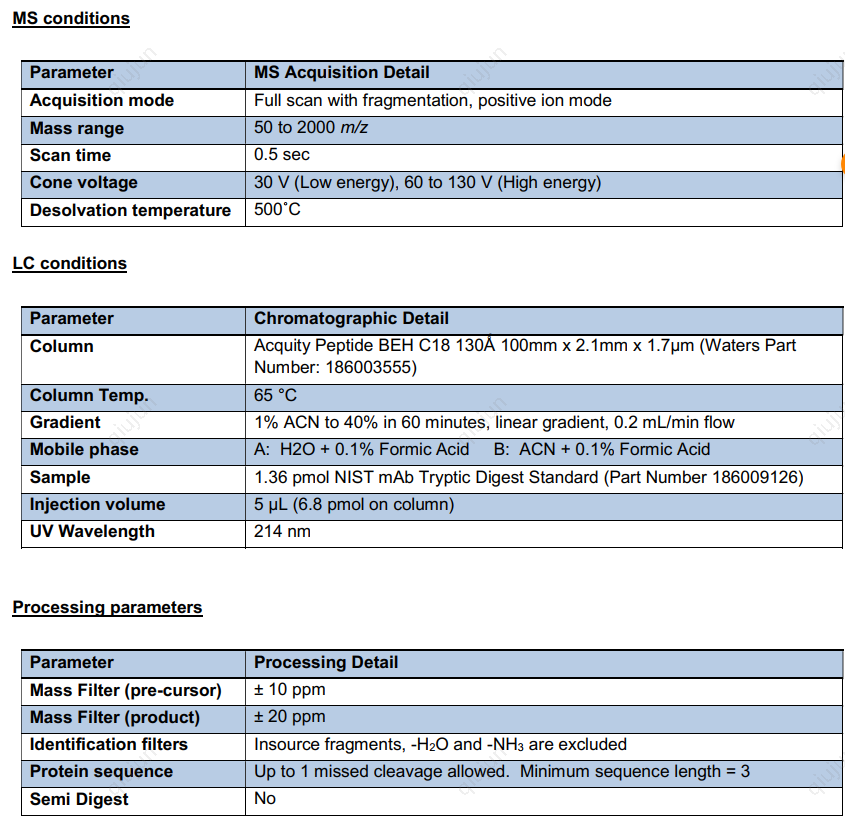 MS conditions
Parameter MS Acquisition Detail
Acquisition mode Full scan with fragmentation, positive ion mode
Mass range 50 to 2000 m/z
Scan time 0.5 sec
Cone voltage 30 V (Low energy), 60 to 130 V (High energy)
Desolvation temperature 500˚C
LC conditions
Parameter Chromatographic Detail
Column Acquity Peptide BEH C18 130Å 100mm x 2.1mm x 1.7µm (Waters Part
Number: 186003555)
Column Temp. 65 °C
Gradient 1% ACN to 40% in 60 minutes, linear gradient, 0.2 mL/min flow
Mobile phase A: H2O + 0.1% Formic Acid B: ACN + 0.1% Formic Acid
Sample 1.36 pmol NIST mAb Tryptic Digest Standard (Part Number 186009126)
Injection volume 5 µL (6.8 pmol on column)
UV Wavelength 214 nm
Processing parameters
Parameter Processing Detail
Mass Filter (pre-cursor) ± 10 ppm
Mass Filter (product) ± 20 ppm
Identification filters Insource fragments, -H₂O and -NH₃ are excluded
Protein sequence Up to 1 missed cleavage allowed. Minimum sequence length = 3
Semi Digest No